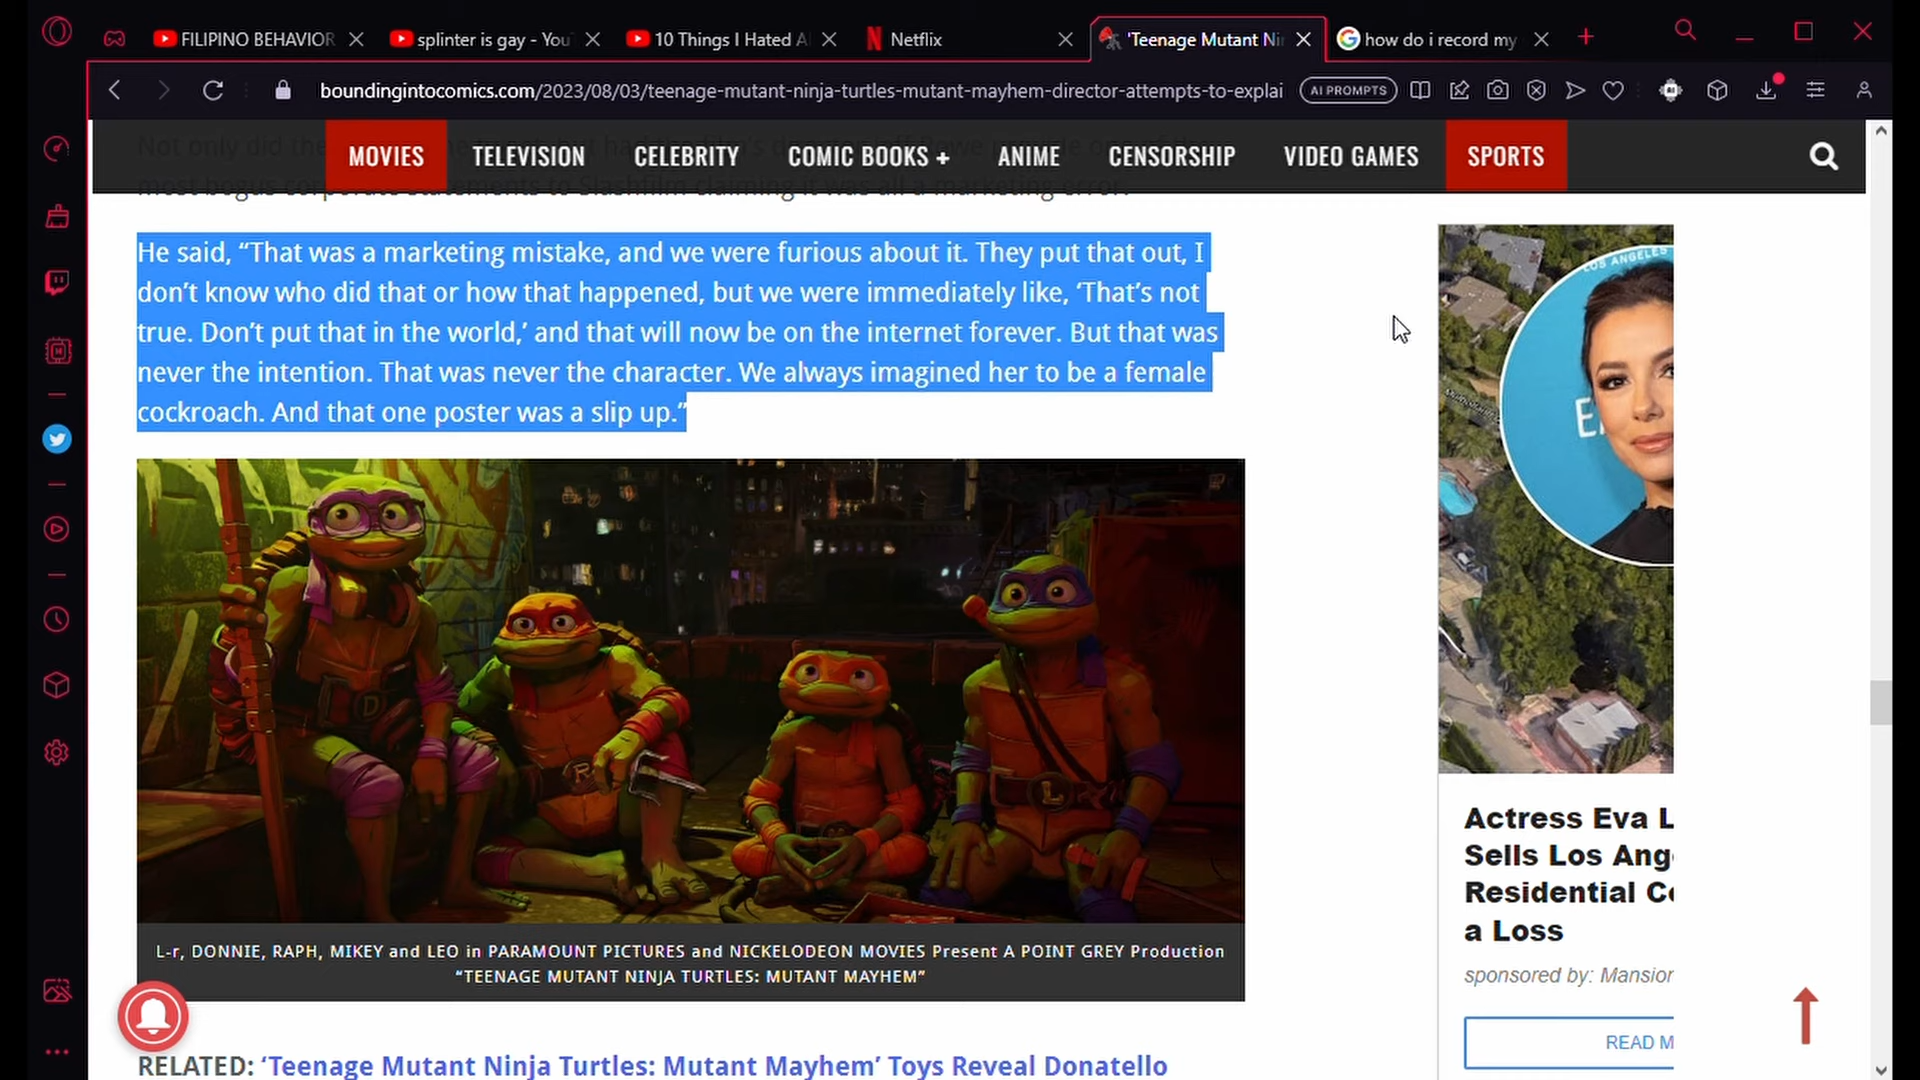 FILIPINO BEHAVIOR
splinter is gay - You
10 Things I Hated A
Netflix
'Teenage Mutant Ni
how do i record my
boundingintocomics.com/2023/08/03/teenage-mutant-ninja-turtles-mutant-mayhem-director-attempts-to-explai
AI PROMPTS
MOVIES
TELEVISION
CELEBRITY
COMIC BOOKS +
ANIME
CENSORSHIP
VIDEO GAMES
SPORTS
He said, “That was a marketing mistake, and we were furious about it. They put that out, I
don’t know who did that or how that happened, but we were immediately like, ‘That’s not
true. Don’t put that in the world,’ and that will now be on the internet forever. But that was
never the intention. That was never the character. We always imagined her to be a female
cockroach. And that one poster was a slip up.”
D
R
L
L-r, DONNIE, RAPH, MIKEY and LEO in PARAMOUNT PICTURES and NICKELODEON MOVIES Present A POINT GREY Production
“TEENAGE MUTANT NINJA TURTLES: MUTANT MAYHEM”
RELATED: ‘Teenage Mutant Ninja Turtles: Mutant Mayhem’ Toys Reveal Donatello
LOS ANGELES
E
Actress Eva L
Sells Los Ang
Residential Co
a Loss
sponsored by: Mansion
READ M